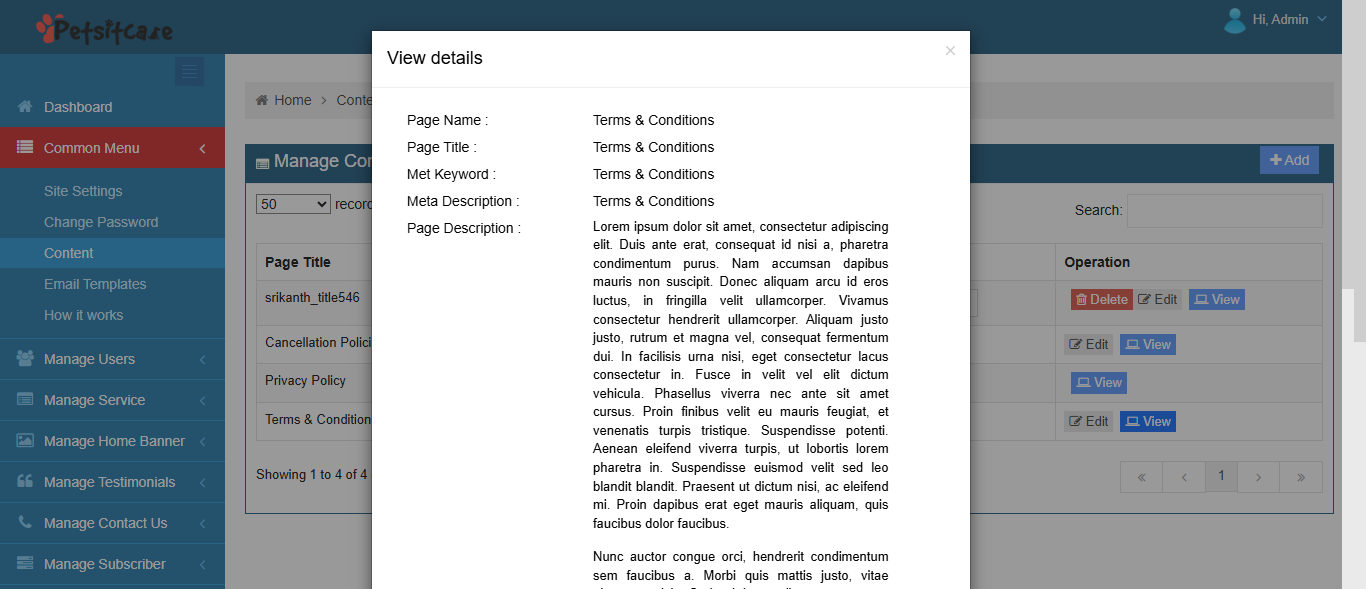 Petsitcare
Hi, Admin
View details
×
Dashboard
Common Menu
Site Settings
Change Password
Content
Email Templates
How it works
Manage Users
Manage Service
Manage Home Banner
Manage Testimonials
Manage Contact Us
Manage Subscriber
Home > Conte
Manage Con
Add
50 record
Search:
Page Title
Operation
srikanth_title546
Delete Edit View
Cancellation Polici
Edit View
Privacy Policy
View
Terms & Condition
Edit View
Showing 1 to 4 of 4
« ‹ 1 › »
Page Name : Terms & Conditions
Page Title : Terms & Conditions
Met Keyword : Terms & Conditions
Meta Description : Terms & Conditions
Page Description :
Lorem ipsum dolor sit amet, consectetur adipiscing
elit. Duis ante erat, consequat id nisi a, pharetra
condimentum purus. Nam accumsan dapibus
mauris non suscipit. Donec aliquam arcu id eros
luctus, in fringilla velit ullamcorper. Vivamus
consectetur hendrerit ullamcorper. Aliquam justo
justo, rutrum et magna vel, consequat fermentum
dui. In facilisis urna nisi, eget consectetur lacus
consectetur in. Fusce in velit vel elit dictum
vehicula. Phasellus viverra nec ante sit amet
cursus. Proin finibus velit eu mauris feugiat, et
venenatis turpis tristique. Suspendisse potenti.
Aenean eleifend viverra turpis, ut lobortis lorem
pharetra in. Suspendisse euismod velit sed leo
blandit blandit. Praesent ut dictum nisi, ac eleifend
mi. Proin dapibus erat eget mauris aliquam, quis
faucibus dolor faucibus.
Nunc auctor congue orci, hendrerit condimentum
sem faucibus a. Morbi quis mattis justo, vitae